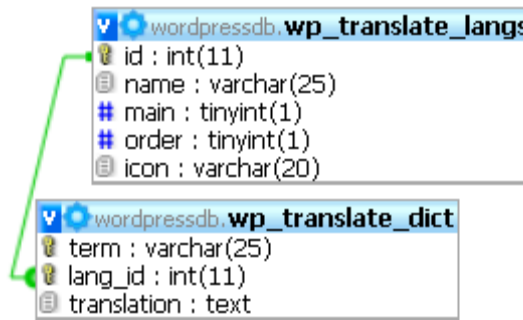 v wordpressdb.wp_translate_langs
id : int(11)
name : varchar(25)
# main : tinyint(1)
# order : tinyint(1)
icon : varchar(20)
v wordpressdb.wp_translate_dict
term : varchar(25)
lang_id : int(11)
translation : text